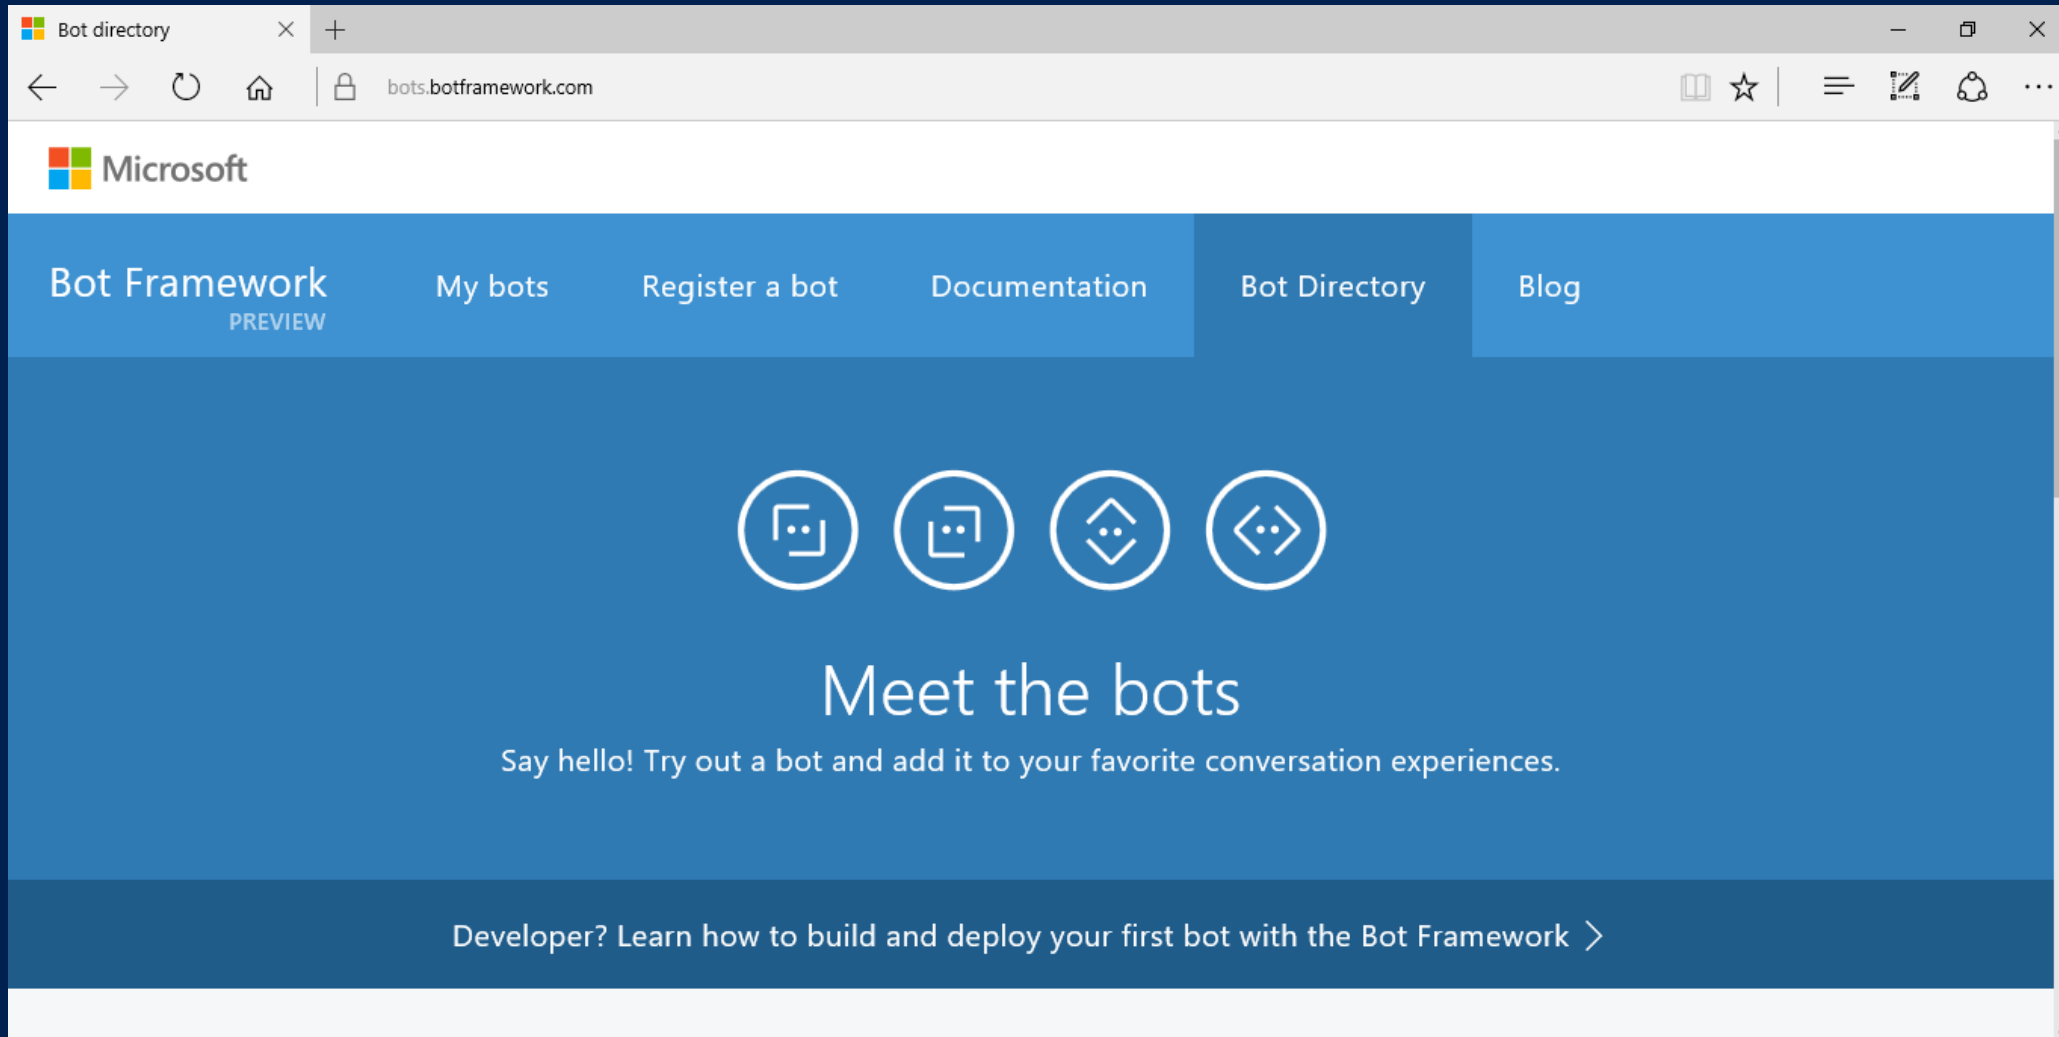 Bot directory
bots.botframework.com
Microsoft
Bot Framework My bots Register a bot Documentation Bot Directory Blog
PREVIEW
Meet the bots
Say hello! Try out a bot and add it to your favorite conversation experiences.
Developer? Learn how to build and deploy your first bot with the Bot Framework